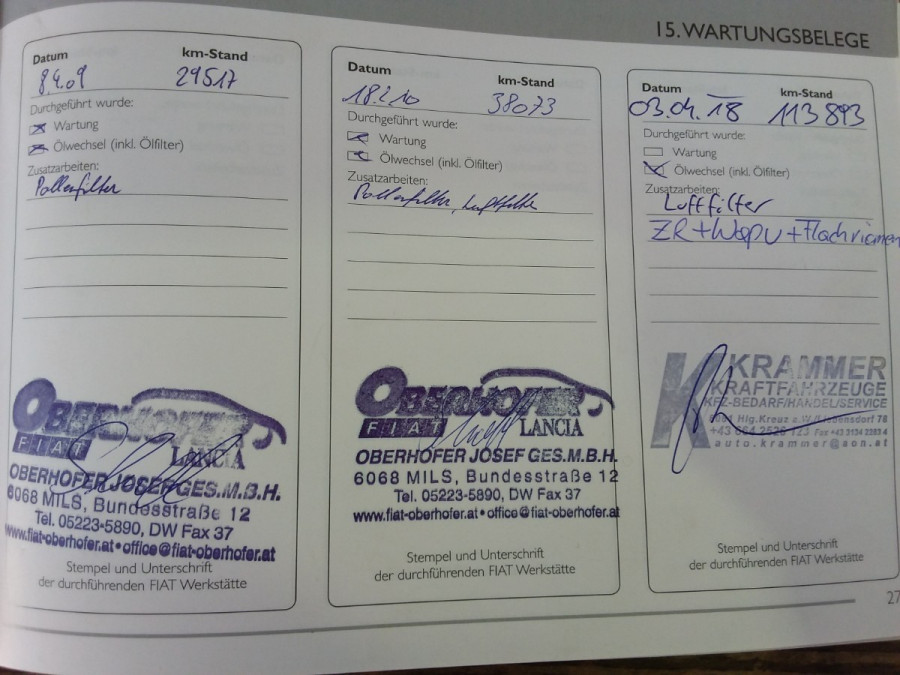 15. WARTUNGSBELEGE
Datum km-Stand
8.4.09 29517
Durchgeführt wurde:
Wartung
Ölwechsel (inkl. Ölfilter)
Zusatzarbeiten:
Pollenfilter
OBERHOFER
FIAT
LANCIA
OBERHOFER JOSEF GES.M.B.H.
6068 MILS, Bundesstraße 12
Tel. 05223-5890, DW Fax 37
www.fiat-oberhofer.at • office@fiat-oberhofer.at
Stempel und Unterschrift
der durchführenden FIAT Werkstätte
Datum km-Stand
18.2.10 38073
Durchgeführt wurde:
Wartung
Ölwechsel (inkl. Ölfilter)
Zusatzarbeiten:
Pollenfilter, Luftfilter
OBERHOFER
FIAT
LANCIA
OBERHOFER JOSEF GES.M.B.H.
6068 MILS, Bundesstraße 12
Tel. 05223-5890, DW Fax 37
www.fiat-oberhofer.at • office@fiat-oberhofer.at
Stempel und Unterschrift
der durchführenden FIAT Werkstätte
Datum km-Stand
03.04.18 113893
Durchgeführt wurde:
Wartung
Ölwechsel (inkl. Ölfilter)
Zusatzarbeiten:
Luftfilter
ZR + Wapu + Flachriemen
K KRAMMER
KRAFTFAHRZEUGE
KFZ-BEDARF/HANDEL/SERVICE
Hlg. Kreuz a.W.
auto.krammer@aon.at
Stempel und Unterschrift
der durchführenden FIAT Werkstätte
27